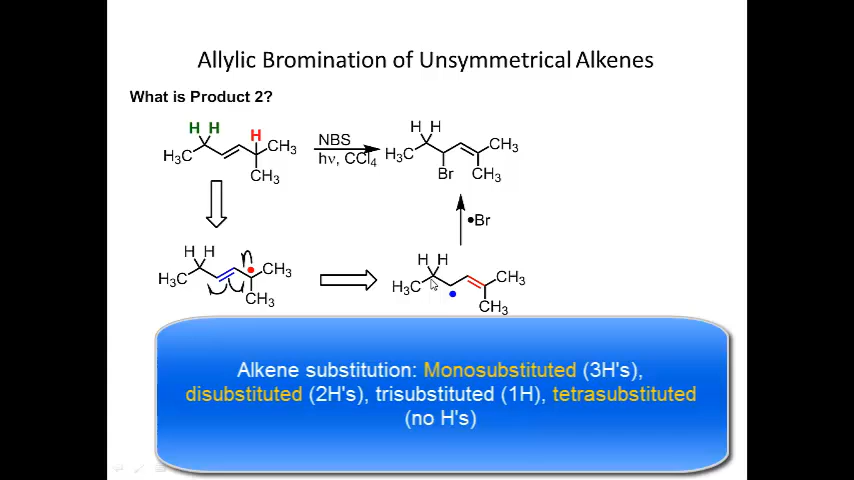 Allylic Bromination of Unsymmetrical Alkenes
What is Product 2?
H H
H
H3C
CH3
CH3
NBS
hν, CCl4
H H
H3C
CH3
Br
CH3
•Br
H H
H3C
CH3
CH3
H H
H3C
CH3
CH3
Alkene substitution: Monosubstituted (3H's),
disubstituted (2H's), trisubstituted (1H), tetrasubstituted
(no H's)